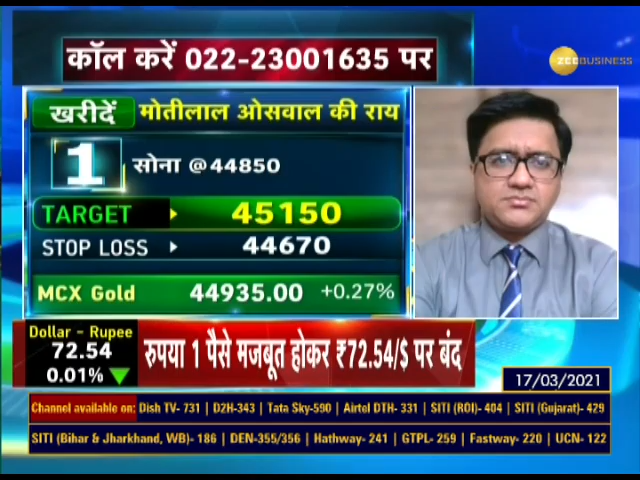 कॉल करें 022-23001635 पर
ZEEBUSINESS
खरीदें मोतीलाल ओसवाल की राय
1 सोना @44850
TARGET 45150
STOP LOSS 44670
MCX Gold 44935.00 +0.27%
Dollar - Rupee
72.54
0.01%
रुपया 1 पैसे मजबूत होकर ₹72.54/$ पर बंद
17/03/2021
Channel available on: Dish TV- 731 | D2H-343 | Tata Sky-590 | Airtel DTH- 331 | SITI (ROI)- 404 | SITI (Gujarat)- 429
SITI (Bihar & Jharkhand, WB)- 186 | DEN-355/356 | Hathway- 241 | GTPL- 259 | Fastway- 220 | UCN- 122